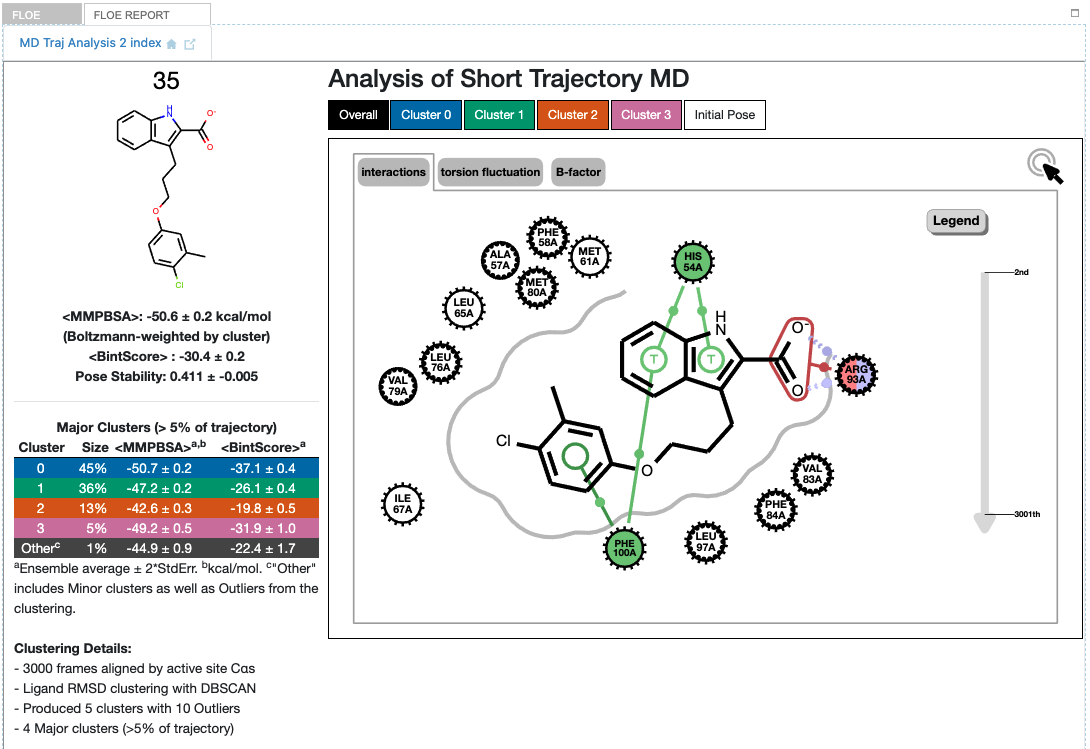 FLOE
FLOE REPORT
MD Traj Analysis 2 index
35
H
N
O-
O
O
Cl
<MMPBSA>: -50.6 ± 0.2 kcal/mol
(Boltzmann-weighted by cluster)
<BintScore> : -30.4 ± 0.2
Pose Stability: 0.411 ± -0.005
Major Clusters (> 5% of trajectory)
Cluster Size <MMPBSA>a,b <BintScore>a
0 45% -50.7 ± 0.2 -37.1 ± 0.4
1 36% -47.2 ± 0.2 -26.1 ± 0.4
2 13% -42.6 ± 0.3 -19.8 ± 0.5
3 5% -49.2 ± 0.5 -31.9 ± 1.0
Otherc 1% -44.9 ± 0.9 -22.4 ± 1.7
aEnsemble average ± 2*StdErr. bkcal/mol. c"Other"
includes Minor clusters as well as Outliers from the
clustering.
Clustering Details:
- 3000 frames aligned by active site Cαs
- Ligand RMSD clustering with DBSCAN
- Produced 5 clusters with 10 Outliers
- 4 Major clusters (>5% of trajectory)
Analysis of Short Trajectory MD
Overall Cluster 0 Cluster 1 Cluster 2 Cluster 3 Initial Pose
interactions torsion fluctuation B-factor
Legend
2nd
3001th
PHE
58A
ALA
57A
MET
61A
MET
80A
HIS
54A
LEU
65A
LEU
76A
VAL
79A
H
N
O-
O
T
T
ARG
93A
Cl
O
VAL
83A
PHE
84A
ILE
67A
LEU
97A
PHE
100A